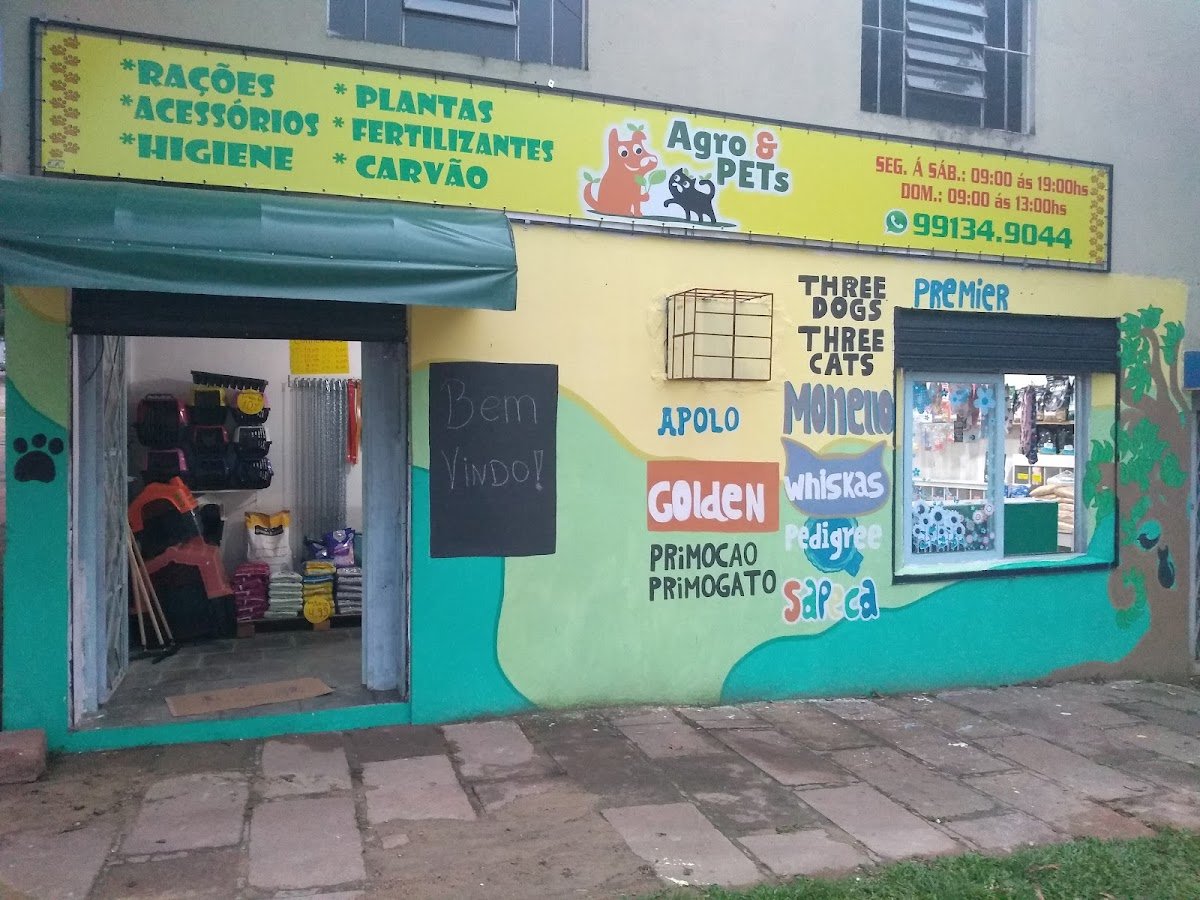 *RAÇÕES
*ACESSÓRIOS
*HIGIENE
* PLANTAS
* FERTILIZANTES
* CARVÃO
Agro &
PETs
SEG. Á SÁB.: 09:00 ás 19:00hs
DOM.: 09:00 ás 13:00hs
99134.9044
Bem
Vindo!
APOLO
GOLDEN
PRiMOCAO
PRiMOGATO
THREE
DOGS
THREE
CATS
MONELLO
WHiSKAS
Pedigree
SAPECA
PREMiER
4,99